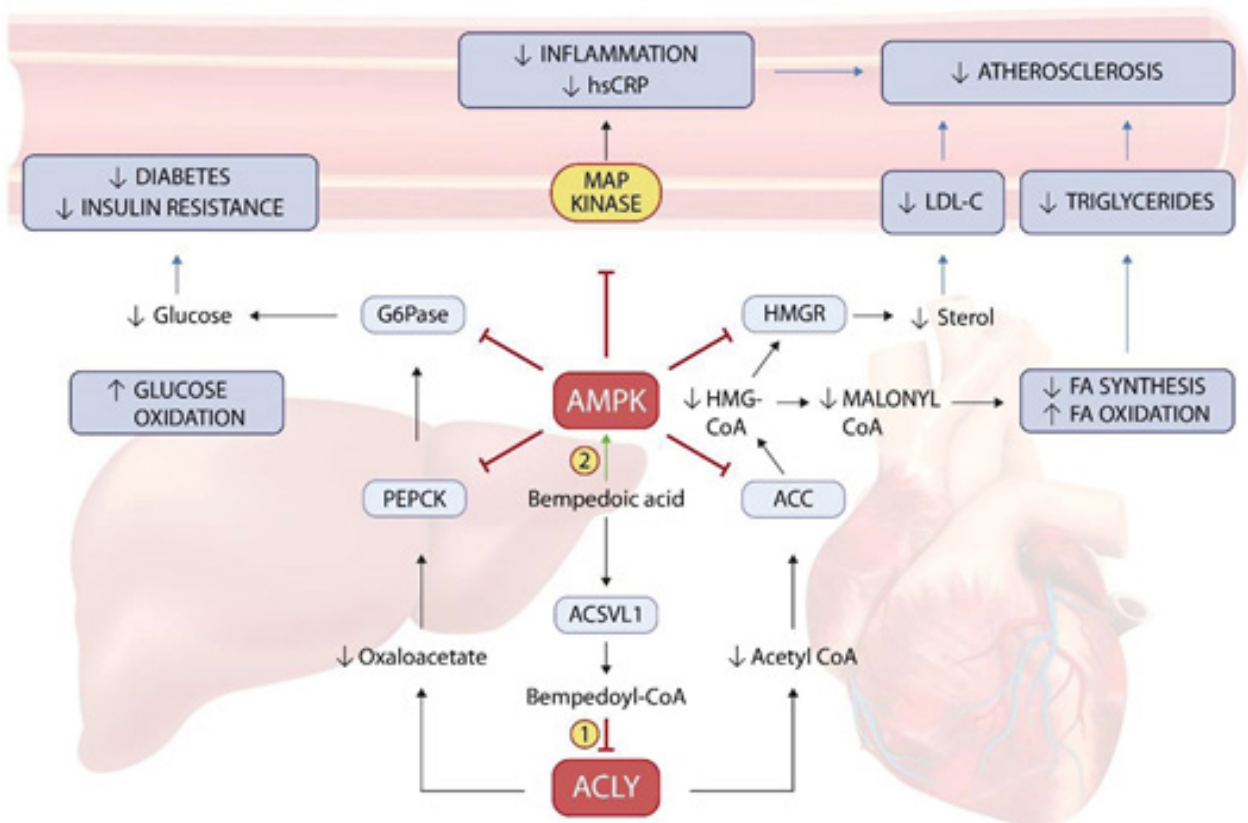 ↓ INFLAMMATION
↓ hsCRP
↓ ATHEROSCLEROSIS
↓ DIABETES
↓ INSULIN RESISTANCE
MAP
KINASE
↓ LDL-C
↓ TRIGLYCERIDES
↓ Glucose
G6Pase
HMGR
↓ Sterol
↑ GLUCOSE
OXIDATION
AMPK
↓ HMG-
CoA
↓ MALONYL
CoA
↓ FA SYNTHESIS
↑ FA OXIDATION
2
PEPCK
Bempedoic acid
ACC
ACSVL1
↓ Oxaloacetate
↓ Acetyl CoA
Bempedoyl-CoA
1
ACLY